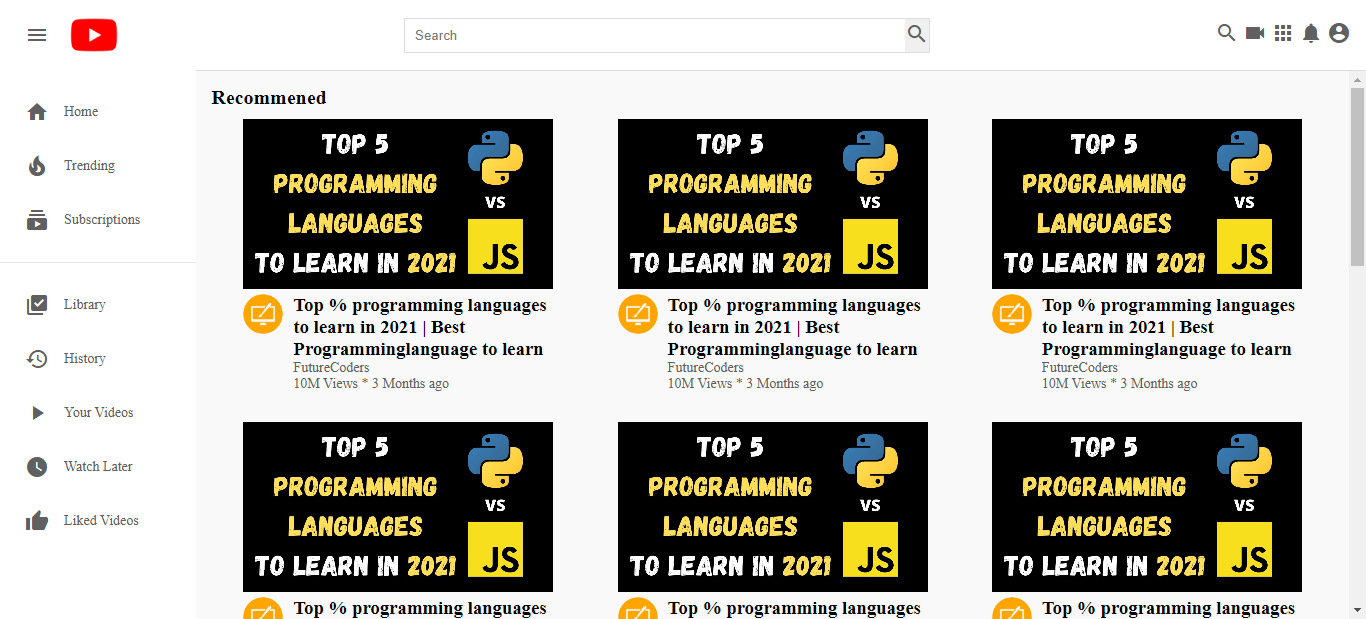 Search
Home
Trending
Subscriptions
Library
History
Your Videos
Watch Later
Liked Videos
Recommened
TOP 5
PROGRAMMING
LANGUAGES
TO LEARN IN 2021
VS
JS
Top % programming languages
to learn in 2021 | Best
Programminglanguage to learn
FutureCoders
10M Views * 3 Months ago
TOP 5
PROGRAMMING
LANGUAGES
TO LEARN IN 2021
VS
JS
Top % programming languages
to learn in 2021 | Best
Programminglanguage to learn
FutureCoders
10M Views * 3 Months ago
TOP 5
PROGRAMMING
LANGUAGES
TO LEARN IN 2021
VS
JS
Top % programming languages
to learn in 2021 | Best
Programminglanguage to learn
FutureCoders
10M Views * 3 Months ago
TOP 5
PROGRAMMING
LANGUAGES
TO LEARN IN 2021
VS
JS
Top % programming languages
TOP 5
PROGRAMMING
LANGUAGES
TO LEARN IN 2021
VS
JS
Top % programming languages
TOP 5
PROGRAMMING
LANGUAGES
TO LEARN IN 2021
VS
JS
Top % programming languages